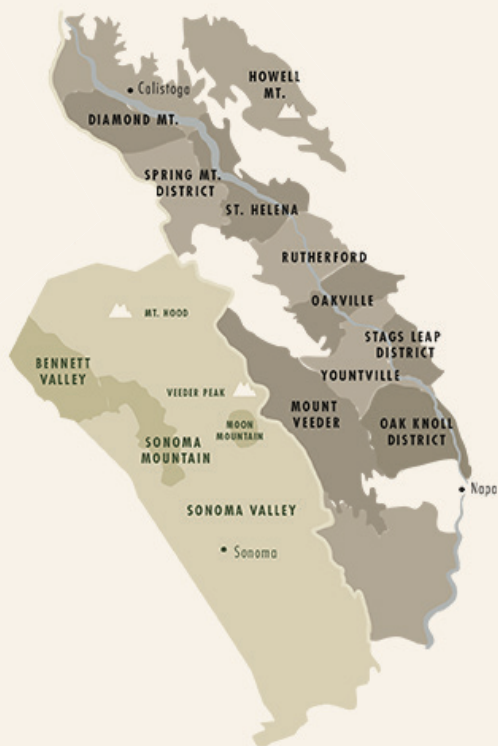 HOWELL
MT.
Calistoga
DIAMOND MT.
SPRING MT.
DISTRICT
ST. HELENA
RUTHERFORD
OAKVILLE
MT. HOOD
STAGS LEAP
DISTRICT
BENNETT
VALLEY
YOUNTVILLE
VEEDER PEAK
MOUNT
VEEDER
OAK KNOLL
DISTRICT
MOON
MOUNTAIN
SONOMA
MOUNTAIN
Napa
SONOMA VALLEY
Sonoma